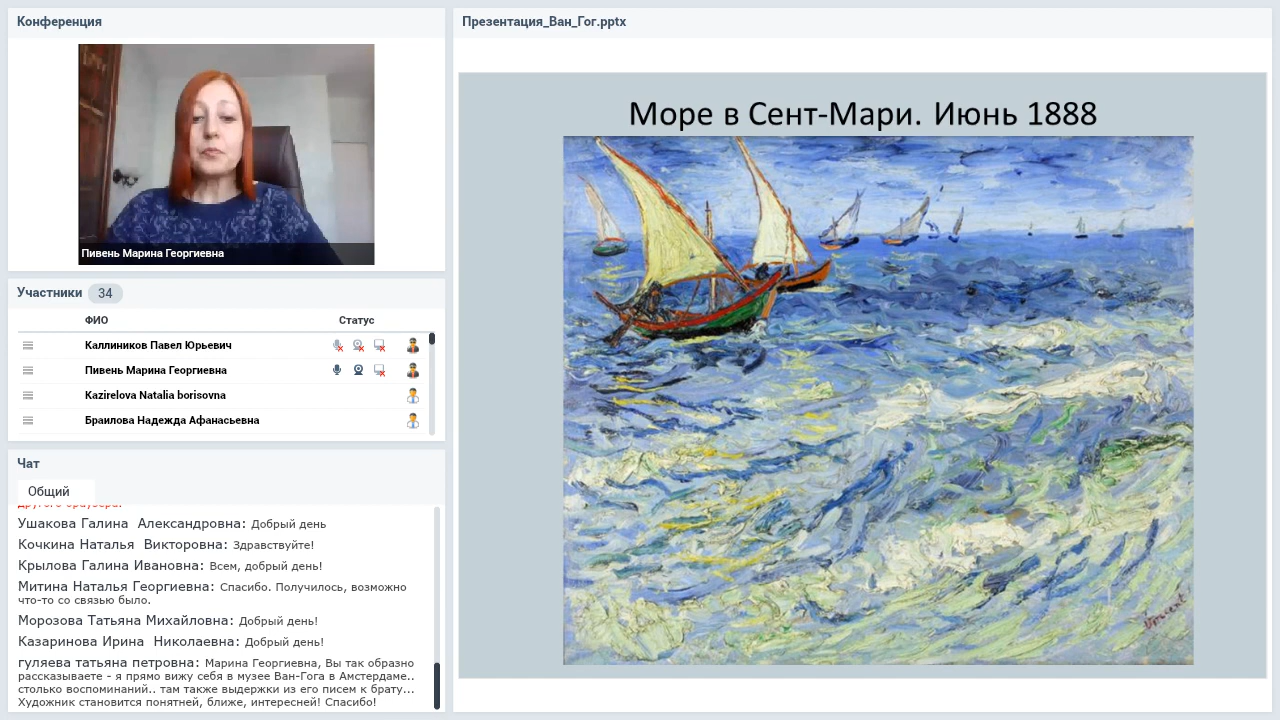 Конференция
Пивень Марина Георгиевна
Участники 34
ФИО Статус
Каллиников Павел Юрьевич
Пивень Марина Георгиевна
Kazirelova Natalia borisovna
Браилова Надежда Афанасьевна
Чат
Общий
другого браузера.
Ушакова Галина Александровна: Добрый день
Кочкина Наталья Викторовна: Здравствуйте!
Крылова Галина Ивановна: Всем, добрый день!
Митина Наталья Георгиевна: Спасибо. Получилось, возможно
что-то со связью было.
Морозова Татьяна Михайловна: Добрый день!
Казаринова Ирина Николаевна: Добрый день!
гуляева татьяна петровна: Марина Георгиевна, Вы так образно
рассказываете - я прямо вижу себя в музее Ван-Гога в Амстердаме..
столько воспоминаний.. там также выдержки из его писем к брату...
Художник становится понятней, ближе, интересней! Спасибо!
Презентация_Ван_Гог.pptx
Море в Сент-Мари. Июнь 1888
Vincent